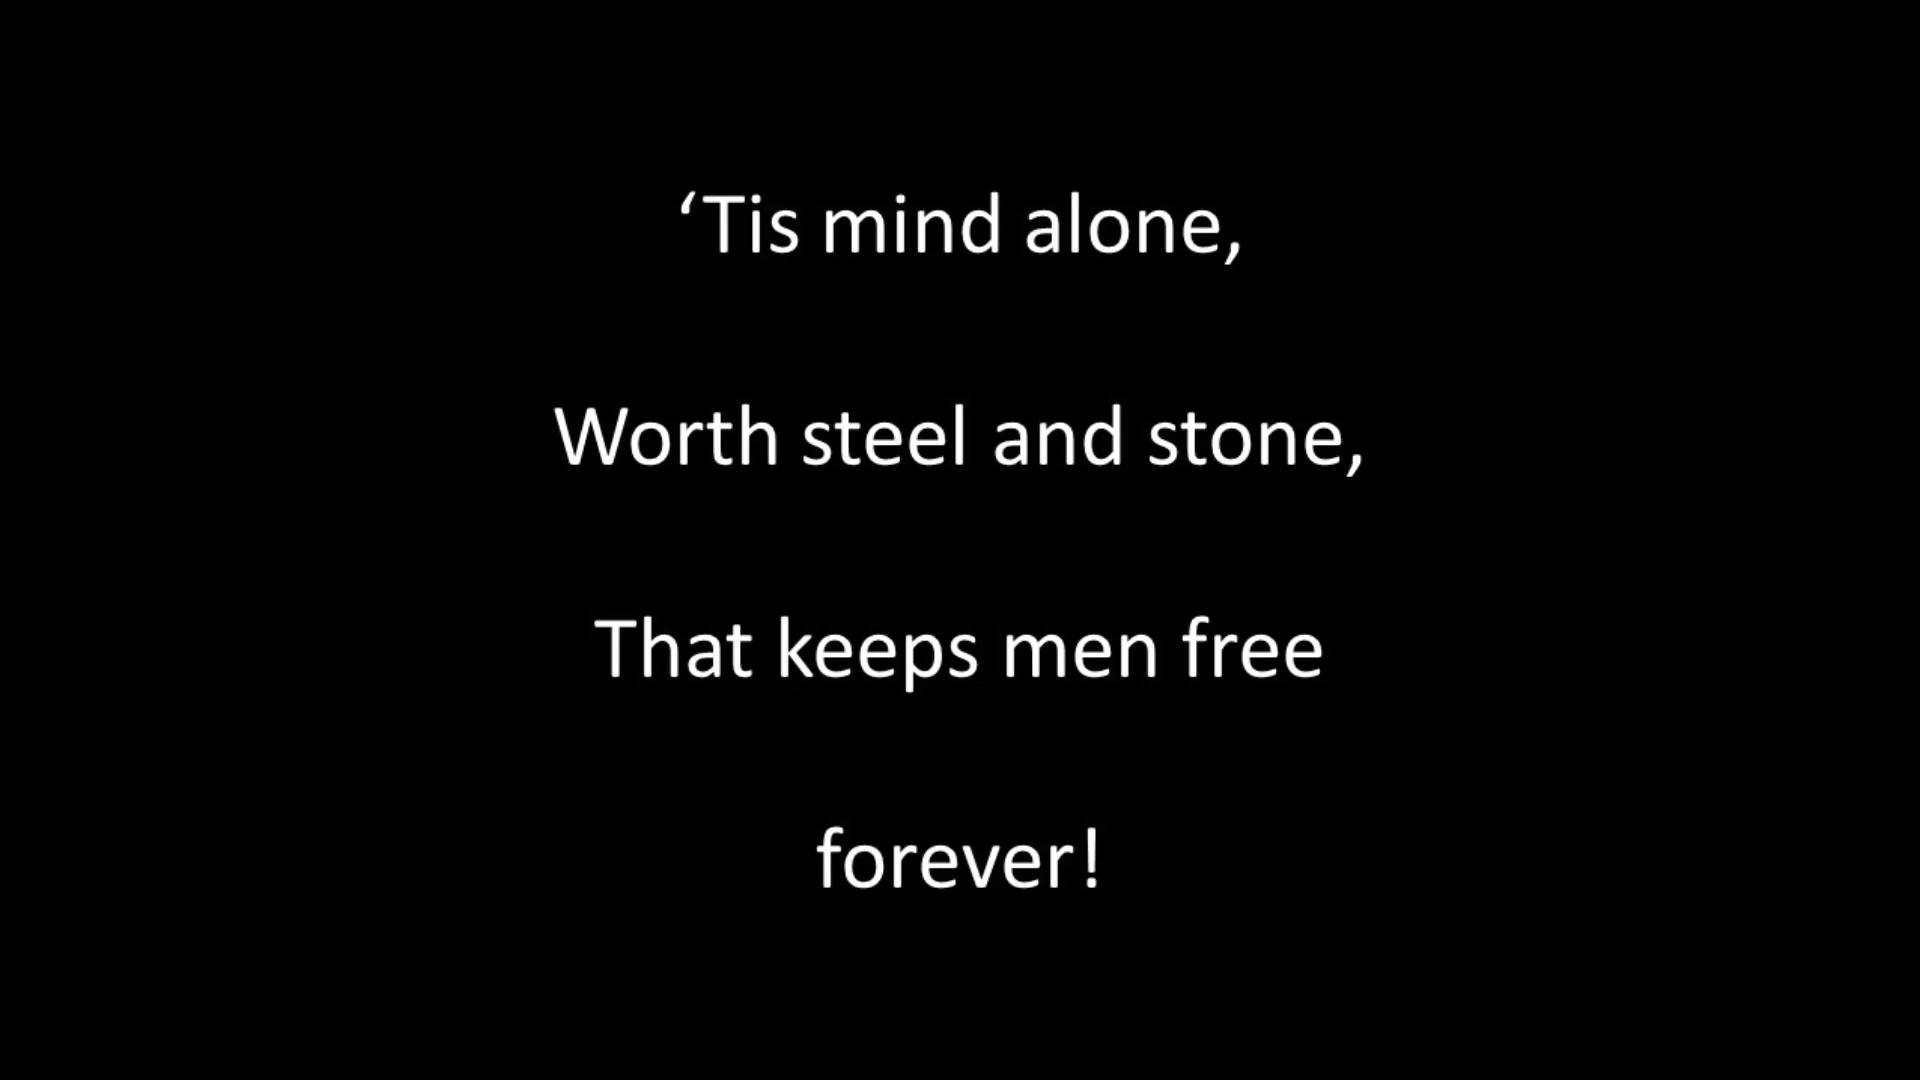 ‘Tis mind alone,
Worth steel and stone,
That keeps men free
forever!